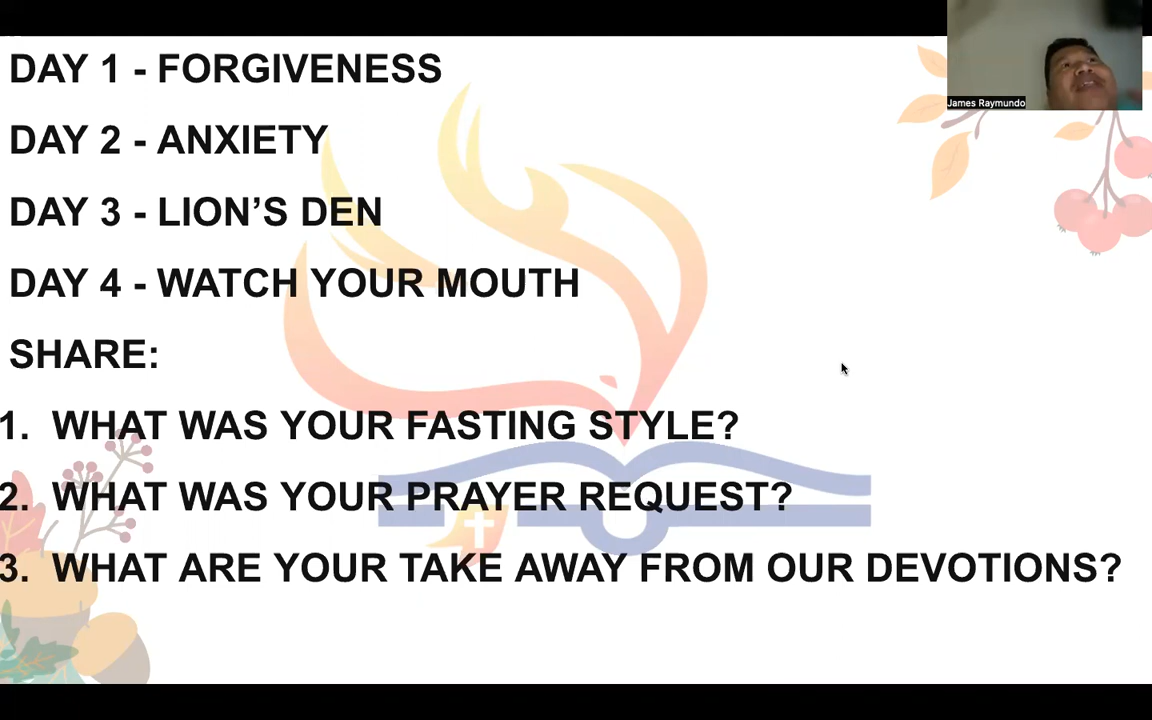 DAY 1 - FORGIVENESS
James Raymundo
DAY 2 - ANXIETY
DAY 3 - LION’S DEN
DAY 4 - WATCH YOUR MOUTH
SHARE:
1. WHAT WAS YOUR FASTING STYLE?
2. WHAT WAS YOUR PRAYER REQUEST?
3. WHAT ARE YOUR TAKE AWAY FROM OUR DEVOTIONS?